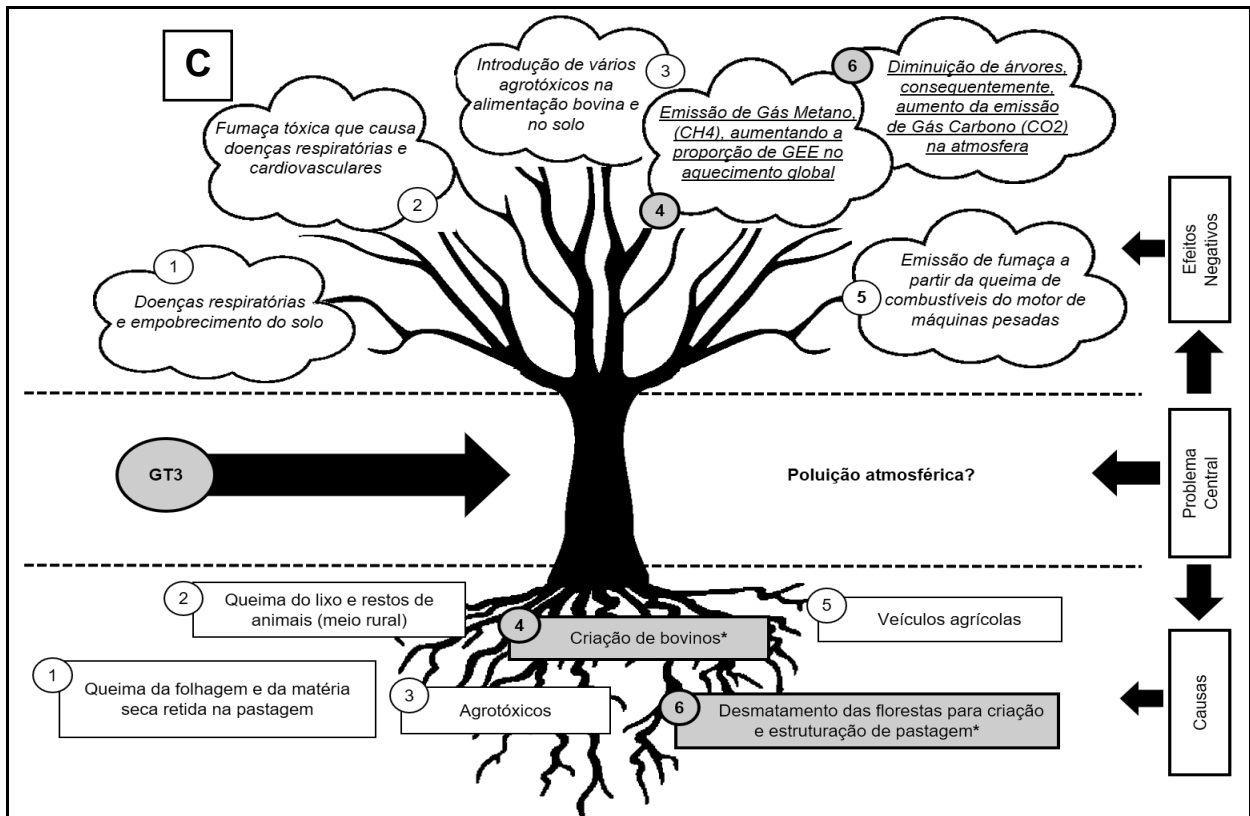 C
Introdução de vários
agrotóxicos na
alimentação bovina e
no solo
3
6
Diminuição de árvores,
consequentemente,
aumento da emissão
de Gás Carbono (CO2)
na atmosfera
Fumaça tóxica que causa
doenças respiratórias e
cardiovasculares
2
Emissão de Gás Metano,
(CH4), aumentando a
proporção de GEE no
aquecimento global
4
1
Doenças respiratórias
e empobrecimento do solo
5
Emissão de fumaça a
partir da queima de
combustíveis do motor de
máquinas pesadas
Efeitos
Negativos
GT3
Poluição atmosférica?
Problema
Central
2
Queima do lixo e restos de
animais (meio rural)
4
Criação de bovinos*
5
Veículos agrícolas
1
Queima da folhagem e da matéria
seca retida na pastagem
3
Agrotóxicos
6
Desmatamento das florestas para criação
e estruturação de pastagem*
Causas